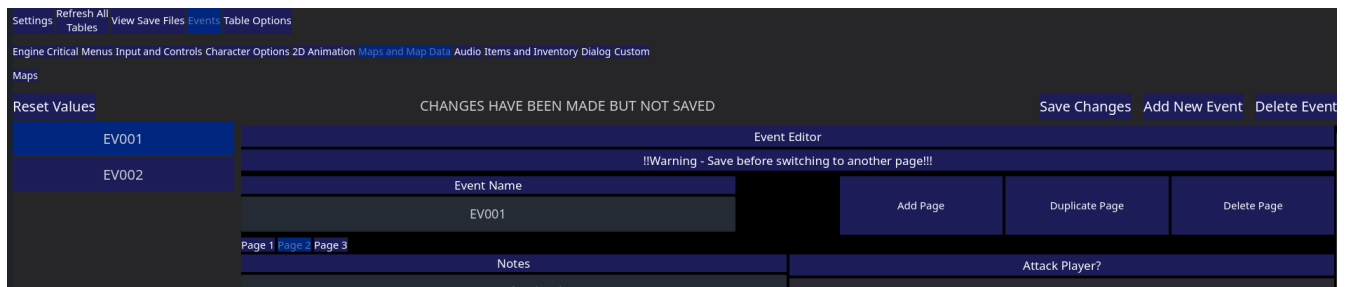 Settings Refresh All Tables View Save Files Events Table Options
Engine Critical Menus Input and Controls Character Options 2D Animation Maps and Map Data Audio Items and Inventory Dialog Custom
Maps
Reset Values CHANGES HAVE BEEN MADE BUT NOT SAVED Save Changes Add New Event Delete Event
EV001 Event Editor
!!Warning - Save before switching to another page!!!
EV002 Event Name
Add Page Duplicate Page Delete Page
EV001
Page 1 Page 2 Page 3
Notes Attack Player?